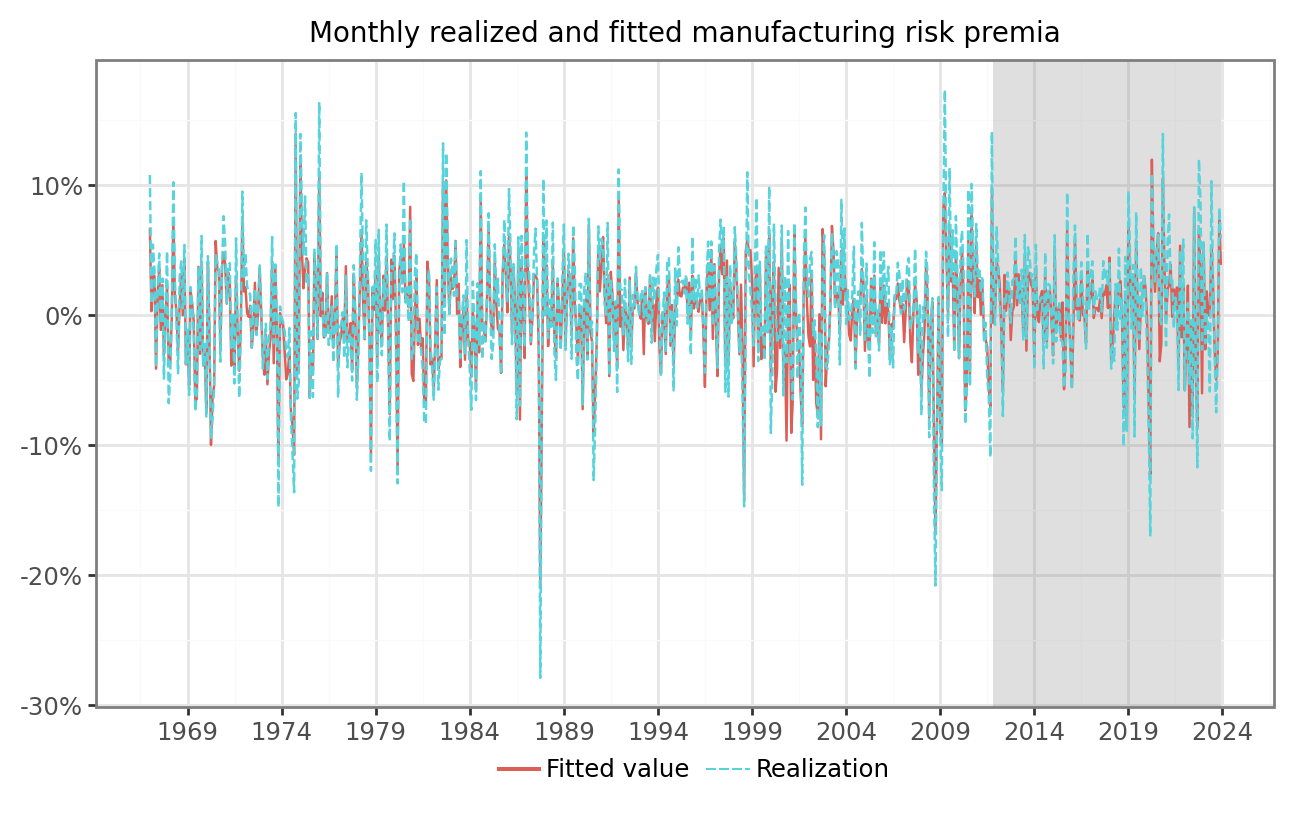 Monthly realized and fitted manufacturing risk premia
10%
0%
-10%
-20%
-30%
1969 1974 1979 1984 1989 1994 1999 2004 2009 2014 2019 2024
Fitted value Realization